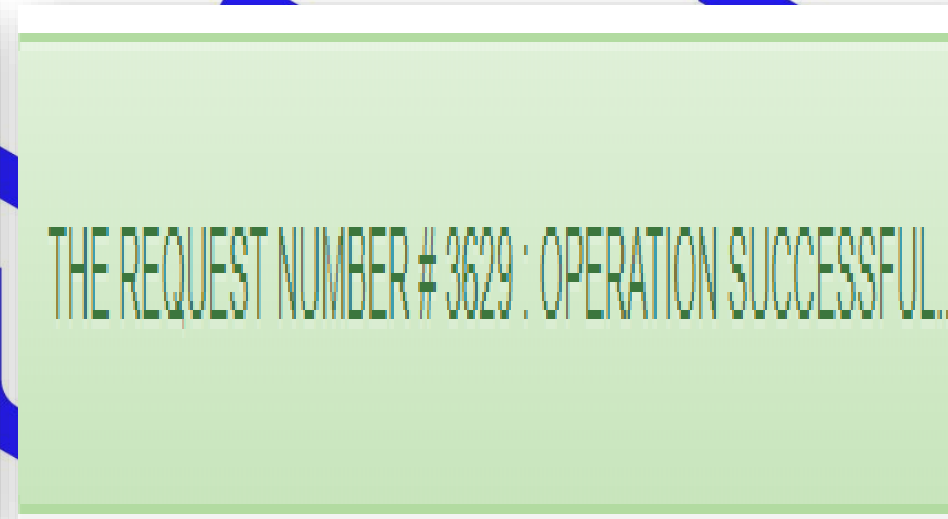 THE REQUEST NUMBER # 3629 : OPERATION SUCCESSFUL..